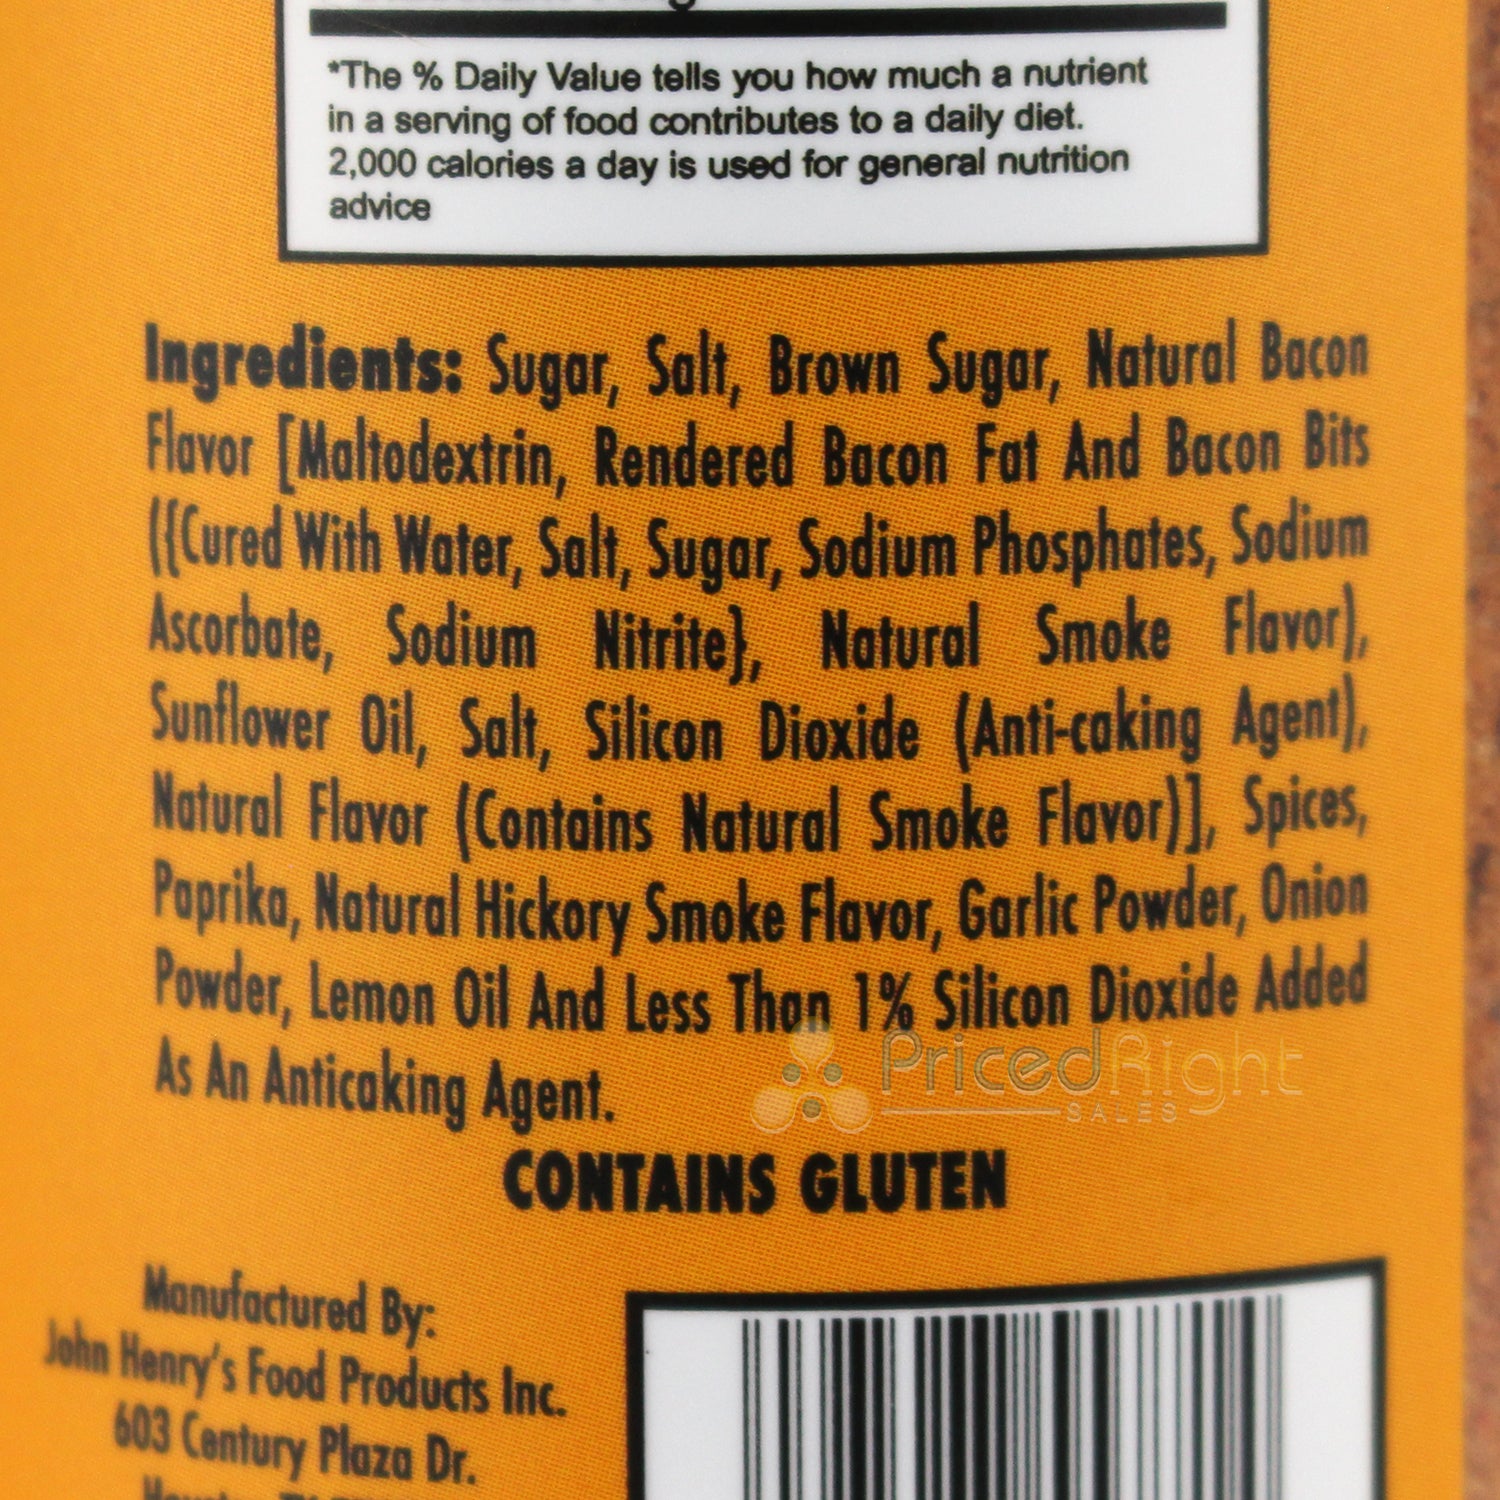 *The % Daily Value tells you how much a nutrient
in a serving of food contributes to a daily diet.
2,000 calories a day is used for general nutrition
advice
Ingredients: Sugar, Salt, Brown Sugar, Natural Bacon
Flavor [Maltodextrin, Rendered Bacon Fat And Bacon Bits
({Cured With Water, Salt, Sugar, Sodium Phosphates, Sodium
Ascorbate, Sodium Nitrite}, Natural Smoke Flavor),
Sunflower Oil, Salt, Silicon Dioxide (Anti-caking Agent),
Natural Flavor (Contains Natural Smoke Flavor)], Spices,
Paprika, Natural Hickory Smoke Flavor, Garlic Powder, Onion
Powder, Lemon Oil And Less Than 1% Silicon Dioxide Added
As An Anticaking Agent.
PricedRight
SALES
CONTAINS GLUTEN
Manufactured By:
John Henry's Food Products Inc.
603 Century Plaza Dr.